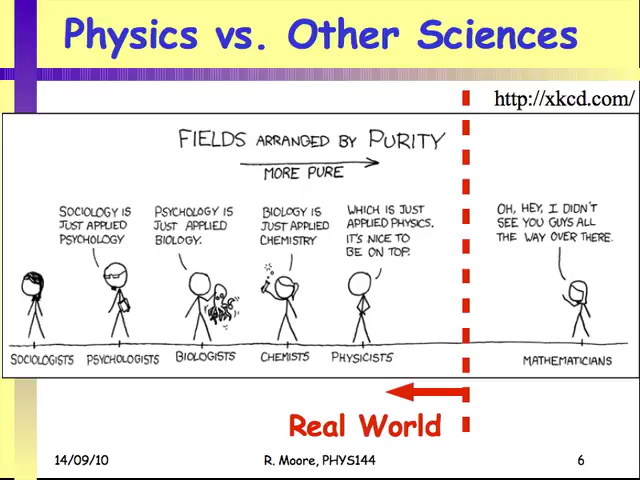 Physics vs. Other Sciences
http://xkcd.com/
FIELDS ARRANGED BY PURITY
MORE PURE
SOCIOLOGY IS
JUST APPLIED
PSYCHOLOGY
PSYCHOLOGY IS
JUST APPLIED
BIOLOGY.
BIOLOGY IS
JUST APPLIED
CHEMISTRY
WHICH IS JUST
APPLIED PHYSICS.
IT'S NICE TO
BE ON TOP.
OH, HEY, I DIDN'T
SEE YOU GUYS ALL
THE WAY OVER THERE.
SOCIOLOGISTS
PSYCHOLOGISTS
BIOLOGISTS
CHEMISTS
PHYSICISTS
MATHEMATICIANS
Real World
14/09/10
R. Moore, PHYS144
6